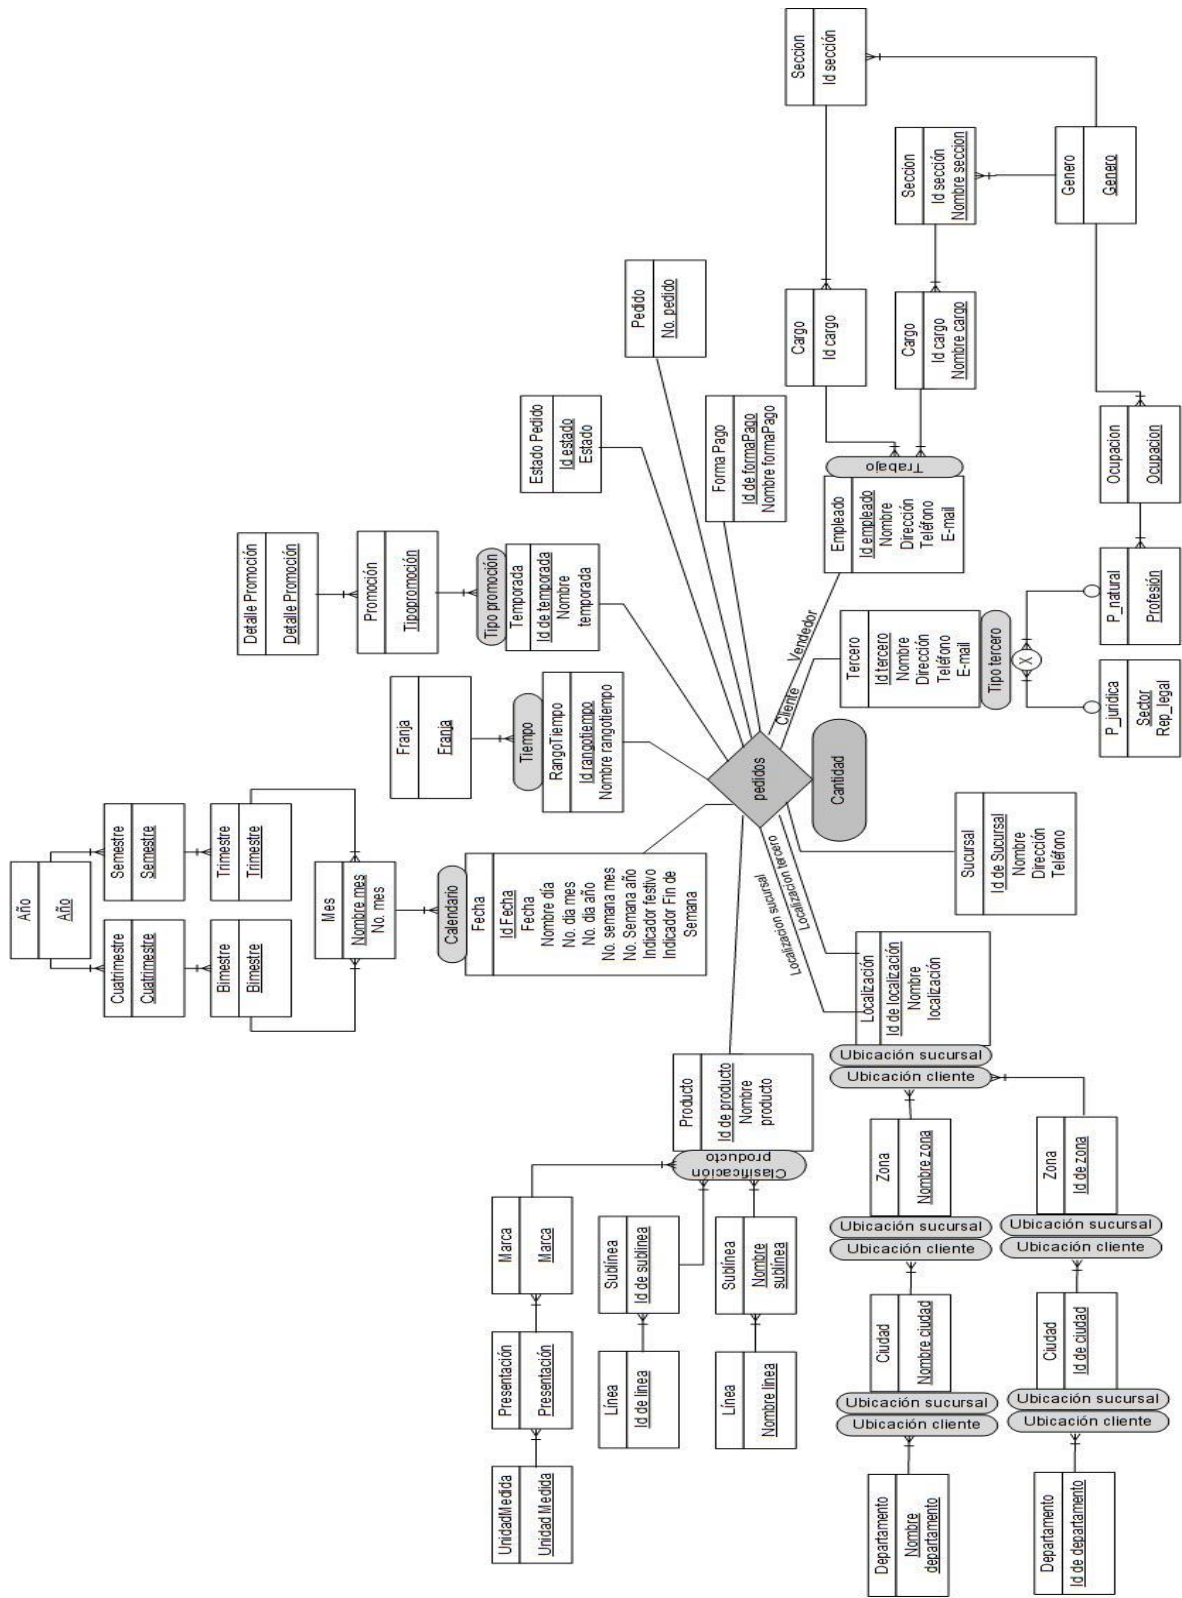 UnidadMedida
Unidad Medida
Presentación
Presentación
Marca
Marca
Línea
Id de linea
Sublínea
Id de sublinea
Línea
Nombre linea
Sublínea
Nombre
sublínea
Clasificacion
producto
Producto
Id de producto
Nombre
producto
Año
Año
Cuatrimestre
Cuatrimestre
Semestre
Semestre
Bimestre
Bimestre
Trimestre
Trimestre
Mes
Nombre mes
No. mes
Calendario
Fecha
Id Fecha
Fecha
Nombre día
No. día mes
No. día año
No. semana mes
No. Semana año
Indicador festivo
Indicador Fin de
Semana
Franja
Franja
Tiempo
RangoTiempo
Id rangotiempo
Nombre rangotiempo
Detalle Promoción
Detalle Promoción
Promoción
Tipopromoción
Tipo promoción
Temporada
Id de temporada
Nombre
temporada
Estado Pedido
Id estado
Estado
Pedido
No. pedido
Forma Pago
Id de formaPago
Nombre formaPago
pedidos
Cantidad
Vendedor
Cliente
Localizacion sucursal
Localizacion tercero
Empleado
Id empleado
Nombre
Dirección
Teléfono
E-mail
Trabajo
Cargo
Id cargo
Seccion
Id sección
Cargo
Id cargo
Nombre cargo
Seccion
Id sección
Nombre seccion
Tercero
Id tercero
Nombre
Dirección
Teléfono
E-mail
Tipo tercero
X
P_juridica
Sector
Rep_legal
P_natural
Profesión
Ocupacion
Ocupacion
Genero
Genero
Sucursal
Id de Sucursal
Nombre
Dirección
Teléfono
Localización
Id de localización
Nombre
localización
Ubicación sucursal
Ubicación cliente
Departamento
Nombre
departamento
Ubicación sucursal
Ubicación cliente
Ciudad
Nombre ciudad
Ubicación sucursal
Ubicación cliente
Zona
Nombre zona
Departamento
Id de departamento
Ubicación sucursal
Ubicación cliente
Ciudad
Id de ciudad
Ubicación sucursal
Ubicación cliente
Zona
Id de zona